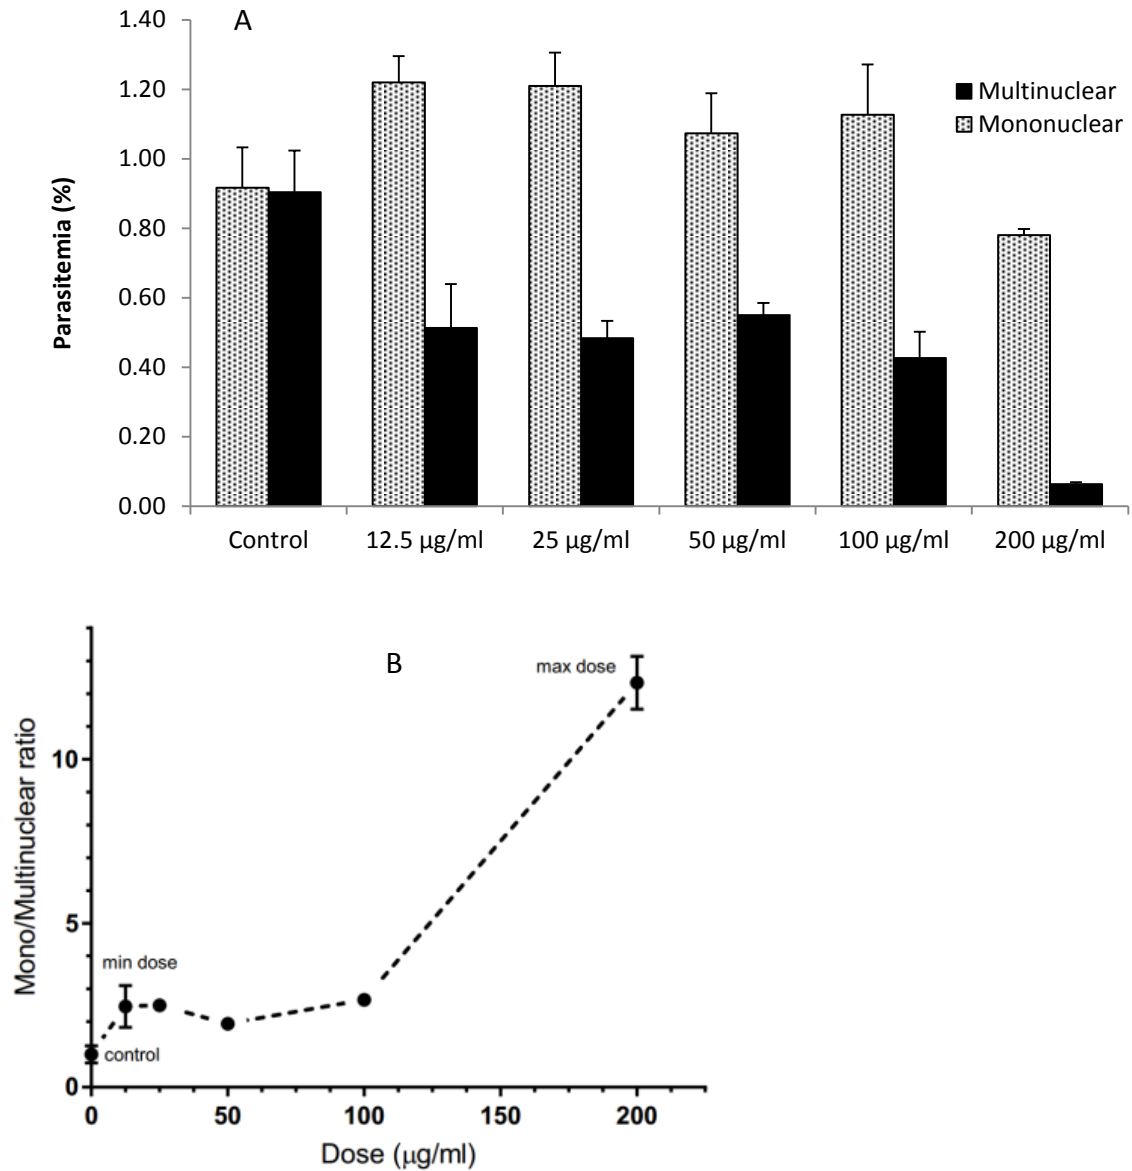 1.40
A
1.20
Multinuclear
Mononuclear
1.00
0.80
0.60
0.40
0.20
0.00
Parasitemia (%)
Control 12.5 µg/ml 25 µg/ml 50 µg/ml 100 µg/ml 200 µg/ml
B
max dose
10
Mono/Multinuclear ratio
5
min dose
control
0
0 50 100 150 200
Dose (µg/ml)